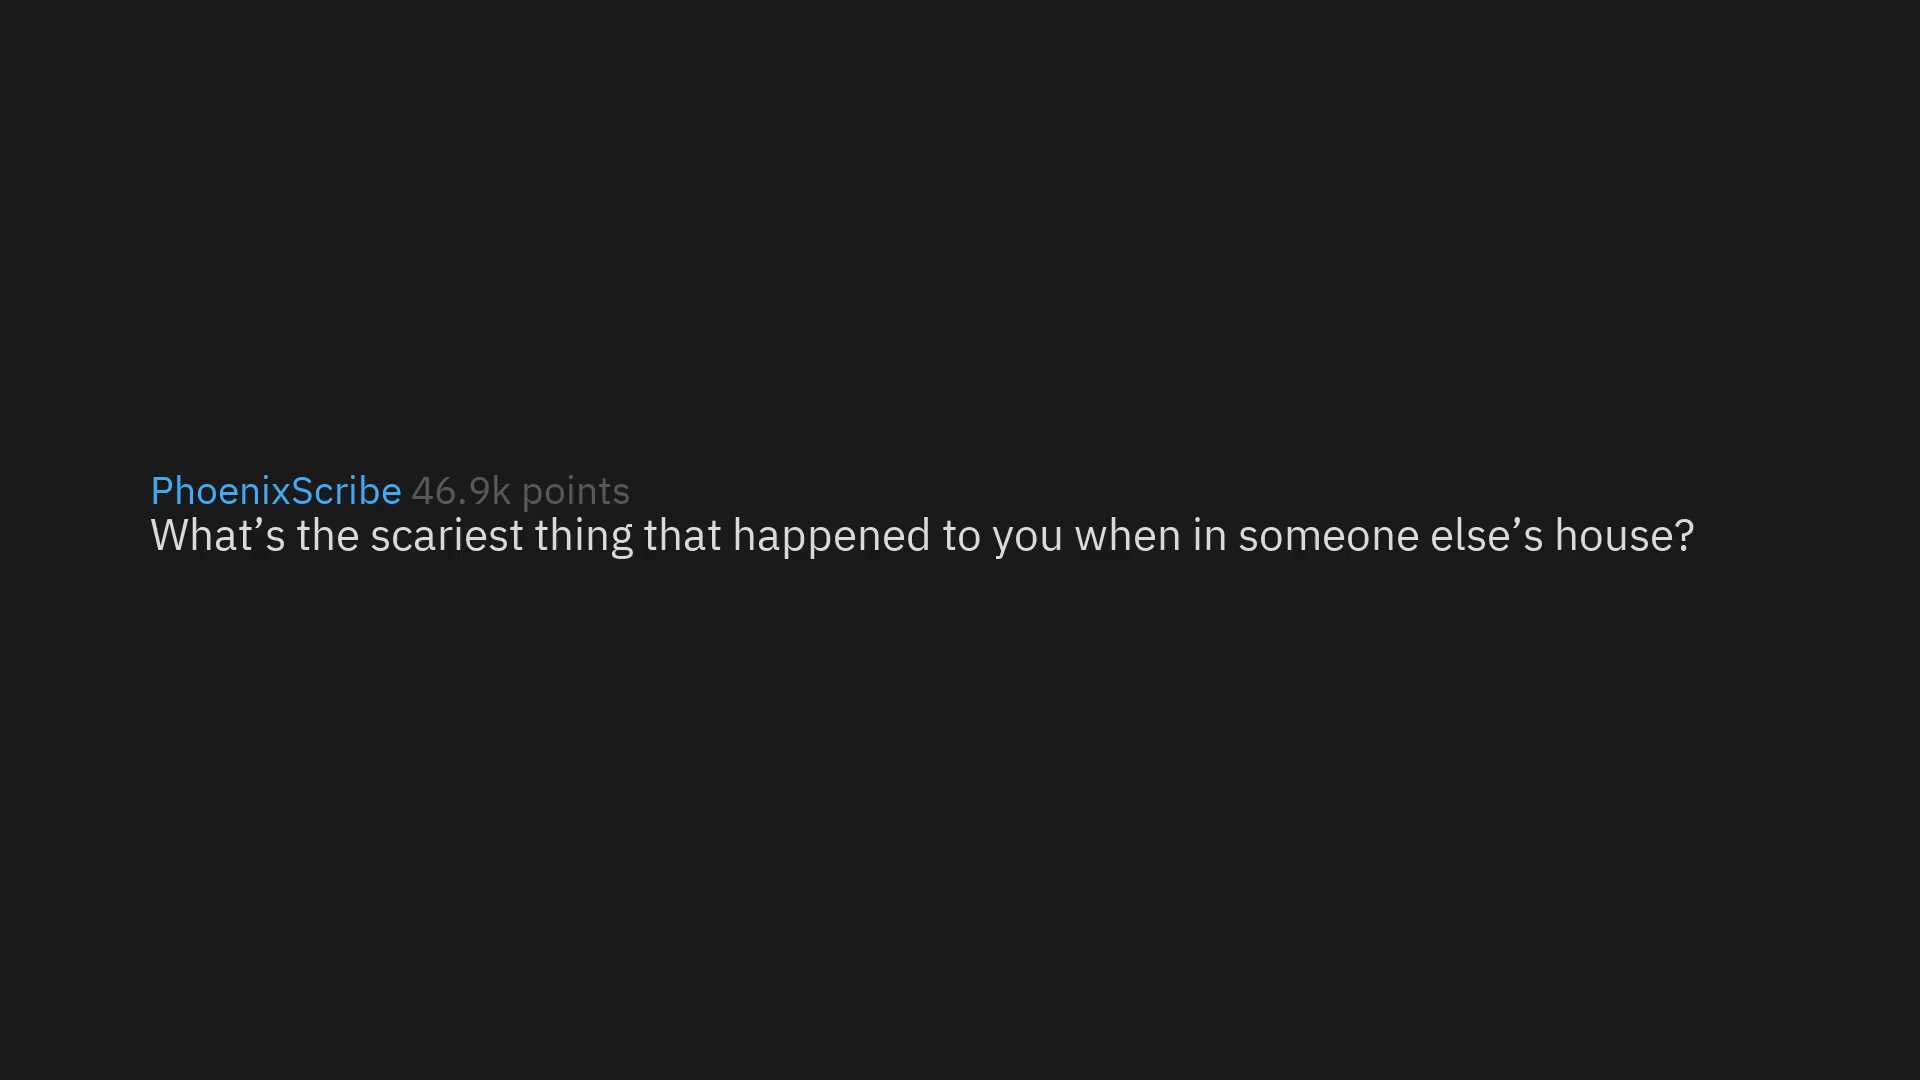 PhoenixScribe 46.9k points
What’s the scariest thing that happened to you when in someone else’s house?